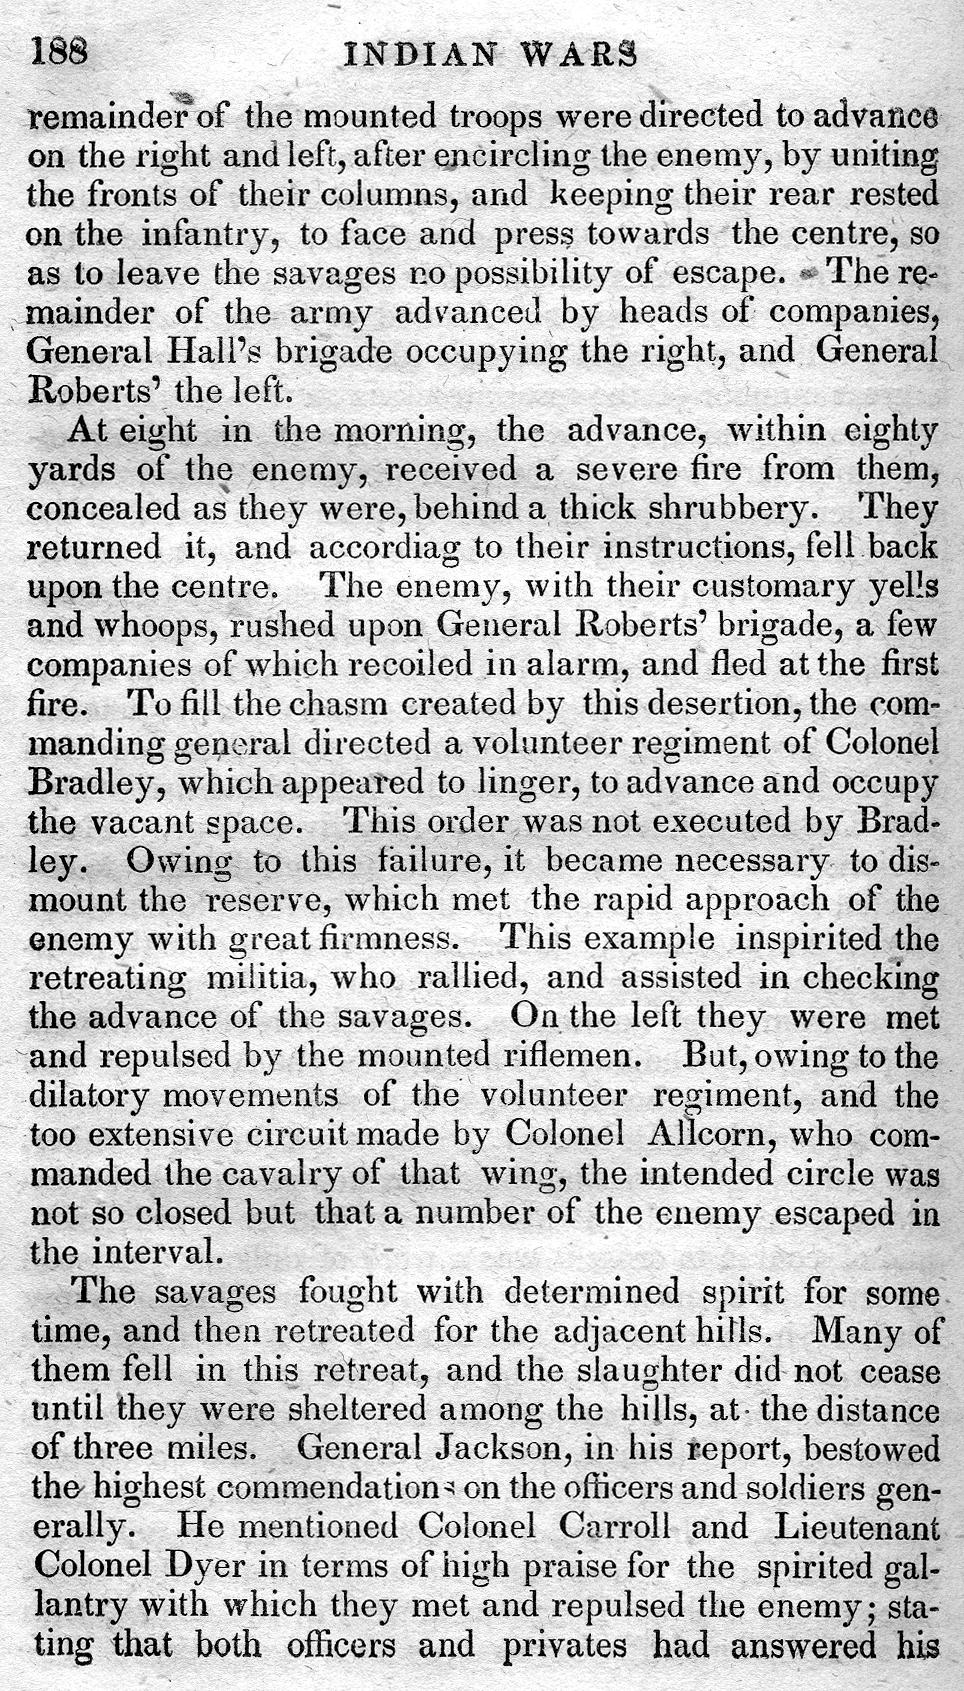 188 INDIAN WARS
remainder of the mounted troops were directed to advance
on the right and left, after encircling the enemy, by uniting
the fronts of their columns, and keeping their rear rested
on the infantry, to face and press towards the centre, so
as to leave the savages no possibility of escape. The re-
mainder of the army advanced by heads of companies,
General Hall's brigade occupying the right, and General
Roberts' the left.
At eight in the morning, the advance, within eighty
yards of the enemy, received a severe fire from them,
concealed as they were, behind a thick shrubbery. They
returned it, and accordiag to their instructions, fell back
upon the centre. The enemy, with their customary yells
and whoops, rushed upon General Roberts' brigade, a few
companies of which recoiled in alarm, and fled at the first
fire. To fill the chasm created by this desertion, the com-
manding general directed a volunteer regiment of Colonel
Bradley, which appeared to linger, to advance and occupy
the vacant space. This order was not executed by Brad-
ley. Owing to this failure, it became necessary to dis-
mount the reserve, which met the rapid approach of the
enemy with great firmness. This example inspirited the
retreating militia, who rallied, and assisted in checking
the advance of the savages. On the left they were met
and repulsed by the mounted riflemen. But, owing to the
dilatory movements of the volunteer regiment, and the
too extensive circuit made by Colonel Allcorn, who com-
manded the cavalry of that wing, the intended circle was
not so closed but that a number of the enemy escaped in
the interval.
The savages fought with determined spirit for some
time, and then retreated for the adjacent hills. Many of
them fell in this retreat, and the slaughter did not cease
until they were sheltered among the hills, at the distance
of three miles. General Jackson, in his report, bestowed
the highest commendations on the officers and soldiers gen-
erally. He mentioned Colonel Carroll and Lieutenant
Colonel Dyer in terms of high praise for the spirited gal-
lantry with which they met and repulsed the enemy; sta-
ting that both officers and privates had answered his